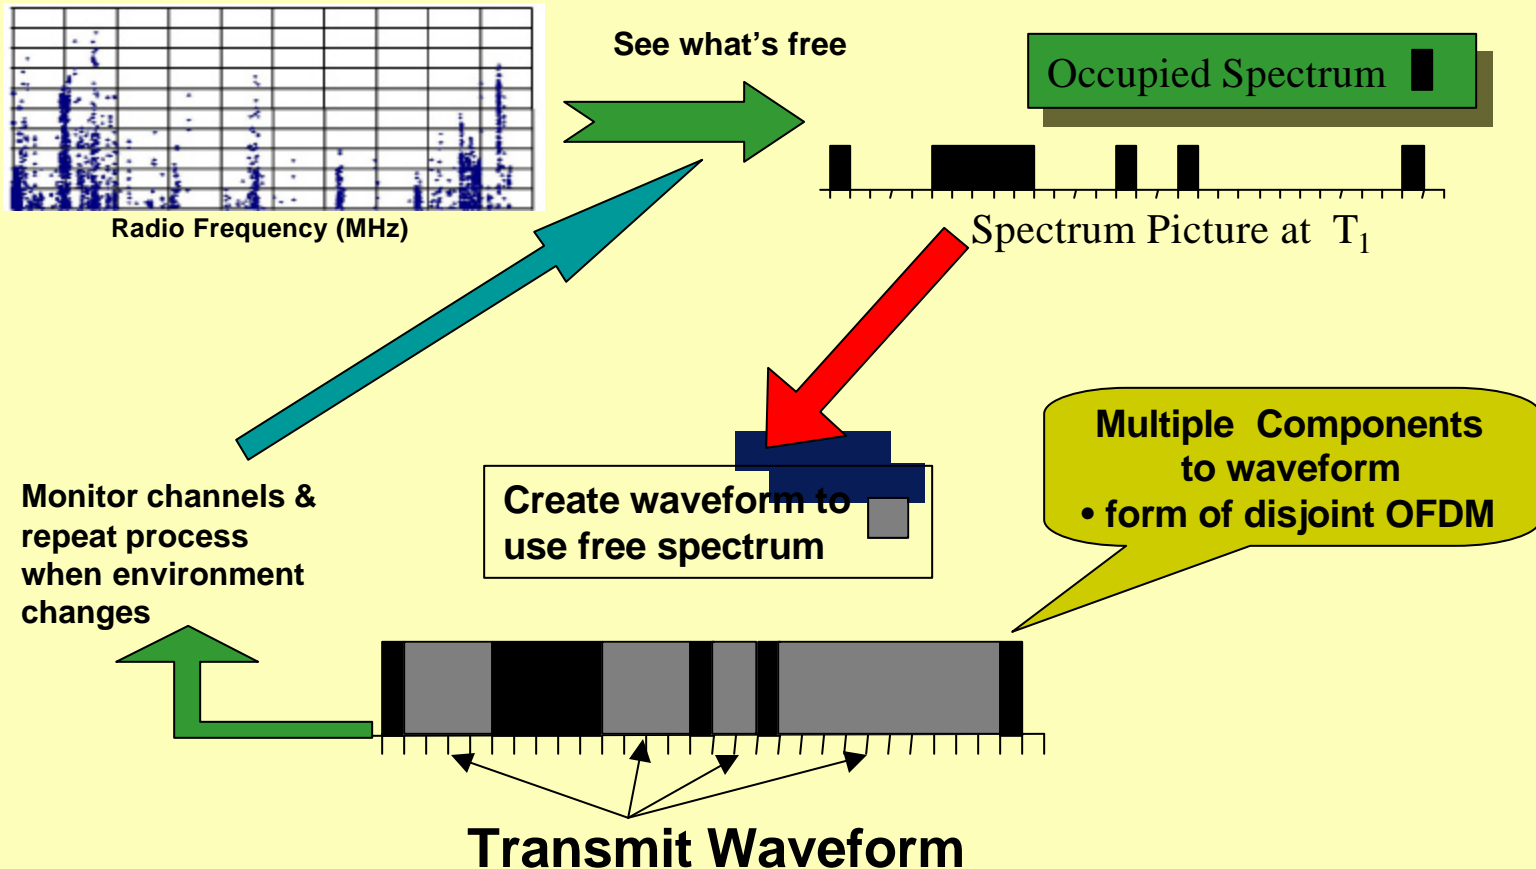 See what's free
Occupied Spectrum
Radio Frequency (MHz)
Spectrum Picture at T₁
Multiple Components
to waveform
• form of disjoint OFDM
Monitor channels &
repeat process
when environment
changes
Create waveform to
use free spectrum
Transmit Waveform